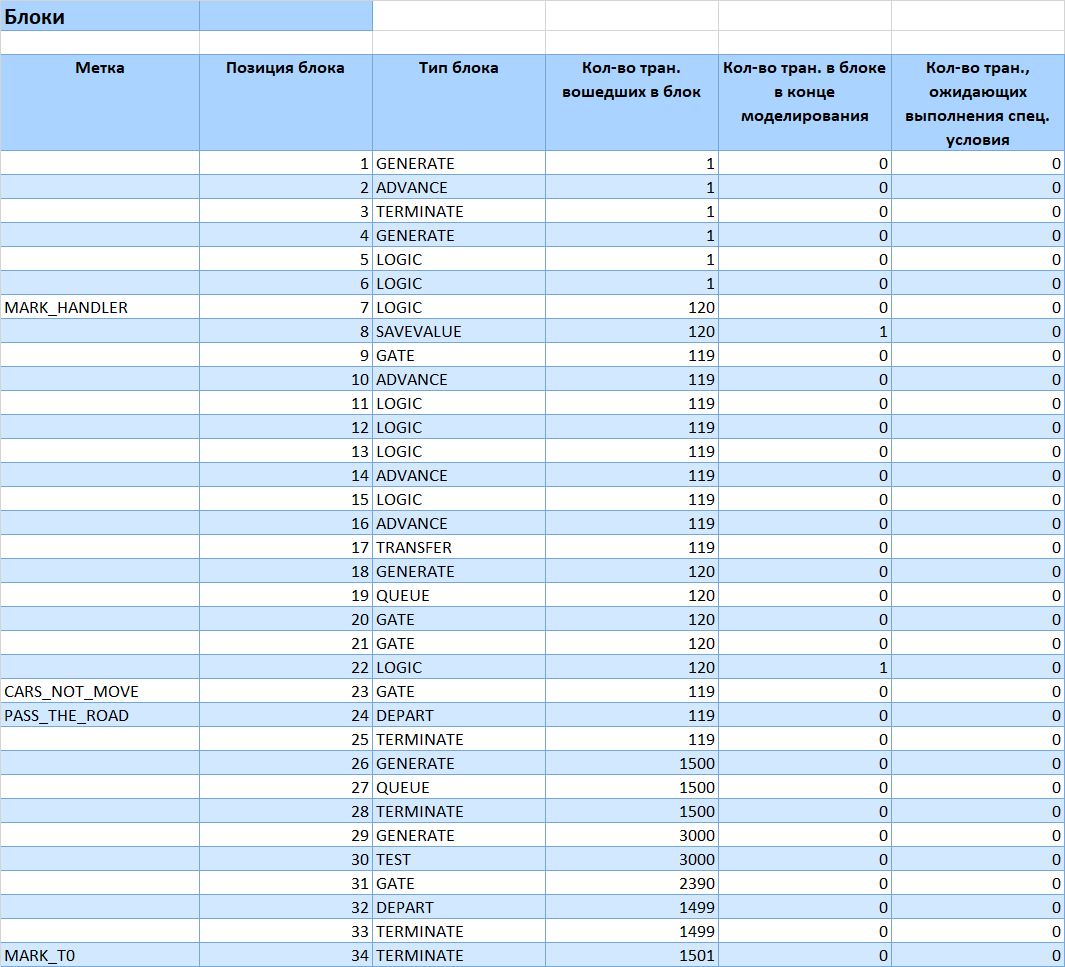 Блоки
Метка Позиция блока Тип блока Кол-во тран. вошедших в блок Кол-во тран. в блоке в конце моделирования Кол-во тран., ожидающих выполнения спец. условия
1 GENERATE 1 0 0
2 ADVANCE 1 0 0
3 TERMINATE 1 0 0
4 GENERATE 1 0 0
5 LOGIC 1 0 0
6 LOGIC 1 0 0
MARK_HANDLER 7 LOGIC 120 0 0
8 SAVEVALUE 120 1 0
9 GATE 119 0 0
10 ADVANCE 119 0 0
11 LOGIC 119 0 0
12 LOGIC 119 0 0
13 LOGIC 119 0 0
14 ADVANCE 119 0 0
15 LOGIC 119 0 0
16 ADVANCE 119 0 0
17 TRANSFER 119 0 0
18 GENERATE 120 0 0
19 QUEUE 120 0 0
20 GATE 120 0 0
21 GATE 120 0 0
22 LOGIC 120 1 0
CARS_NOT_MOVE 23 GATE 119 0 0
PASS_THE_ROAD 24 DEPART 119 0 0
25 TERMINATE 119 0 0
26 GENERATE 1500 0 0
27 QUEUE 1500 0 0
28 TERMINATE 1500 0 0
29 GENERATE 3000 0 0
30 TEST 3000 0 0
31 GATE 2390 0 0
32 DEPART 1499 0 0
33 TERMINATE 1499 0 0
MARK_T0 34 TERMINATE 1501 0 0